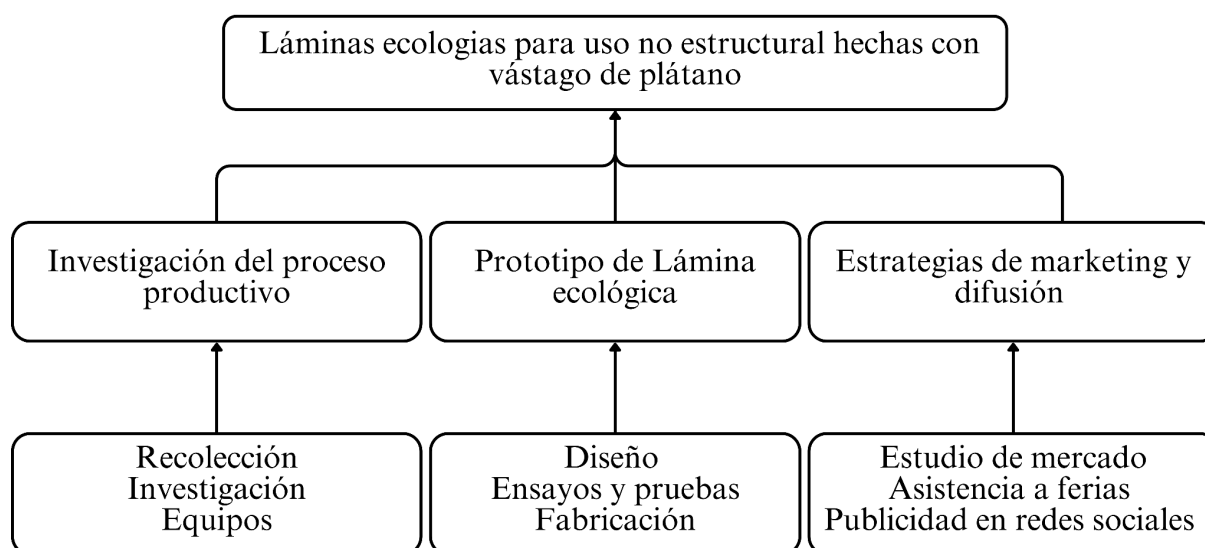 Láminas ecologias para uso no estructural hechas con
vástago de plátano
Investigación del proceso
productivo
Prototipo de Lámina
ecológica
Estrategias de marketing y
difusión
Recolección
Investigación
Equipos
Diseño
Ensayos y pruebas
Fabricación
Estudio de mercado
Asistencia a ferias
Publicidad en redes sociales